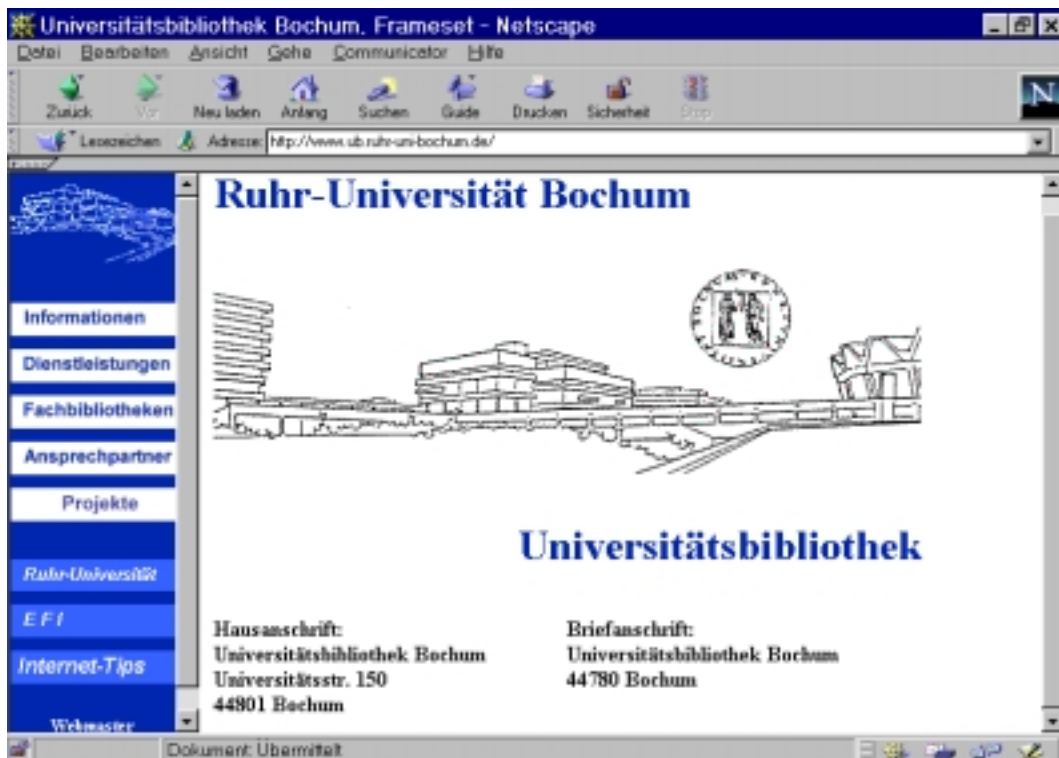 Universitätsbibliothek Bochum, Frameset - Netscape
Datei Bearbeiten Ansicht Gehe Communicator Hilfe
Zurück Vor Neu laden Anfang Suchen Guide Drucken Sicherheit Stop
N
Lesezeichen Adresse: http://www.ub.ruhr-uni-bochum.de/
Informationen
Dienstleistungen
Fachbibliotheken
Ansprechpartner
Projekte
Ruhr-Universität
EFI
Internet-Tips
Webmaster
Ruhr-Universität Bochum
Universitätsbibliothek
Hausanschrift:
Universitätsbibliothek Bochum
Universitätsstr. 150
44801 Bochum
Briefanschrift:
Universitätsbibliothek Bochum
44780 Bochum
Dokument: Übermittelt